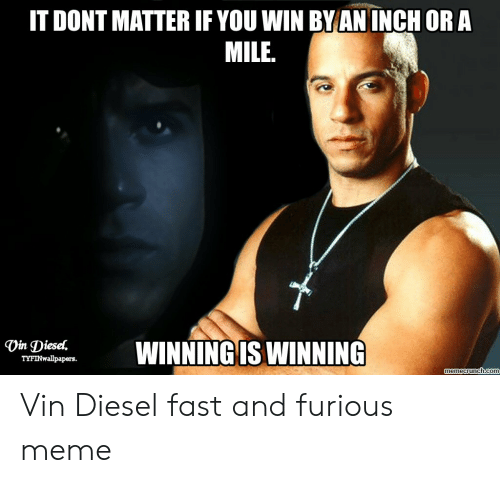 IT DONT MATTER IF YOU WIN BY AN INCH OR A
MILE.
Vin Diesel.
TYFINwallpapers.
WINNING IS WINNING
memecrunch.com
Vin Diesel fast and furious
meme